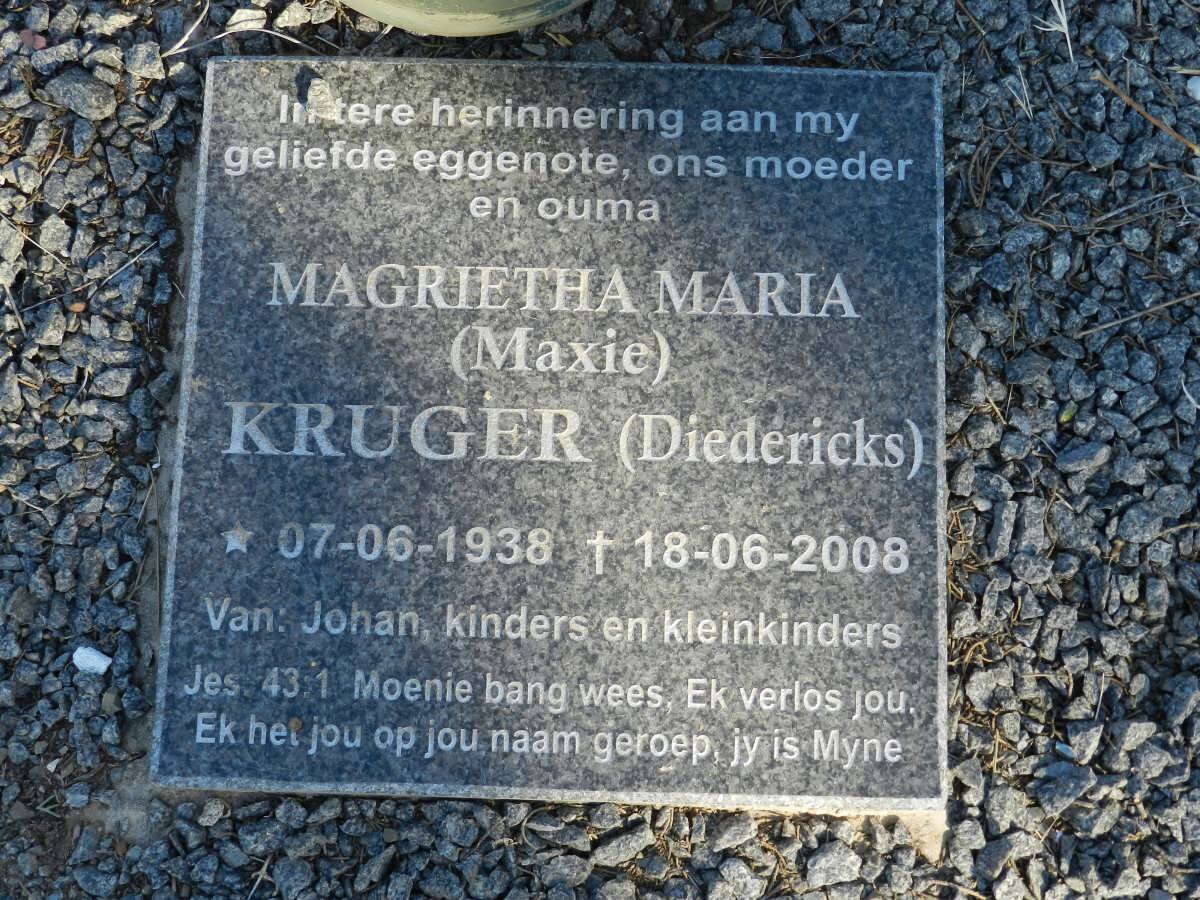 In tere herinnering aan my
geliefde eggenote, ons moeder
en ouma
MAGRIETHA MARIA
(Maxie)
KRUGER (Diedericks)
★ 07-06-1938 † 18-06-2008
Van: Johan, kinders en kleinkinders
Jes. 43:1 Moenie bang wees, Ek verlos jou.
Ek het jou op jou naam geroep, jy is Myne